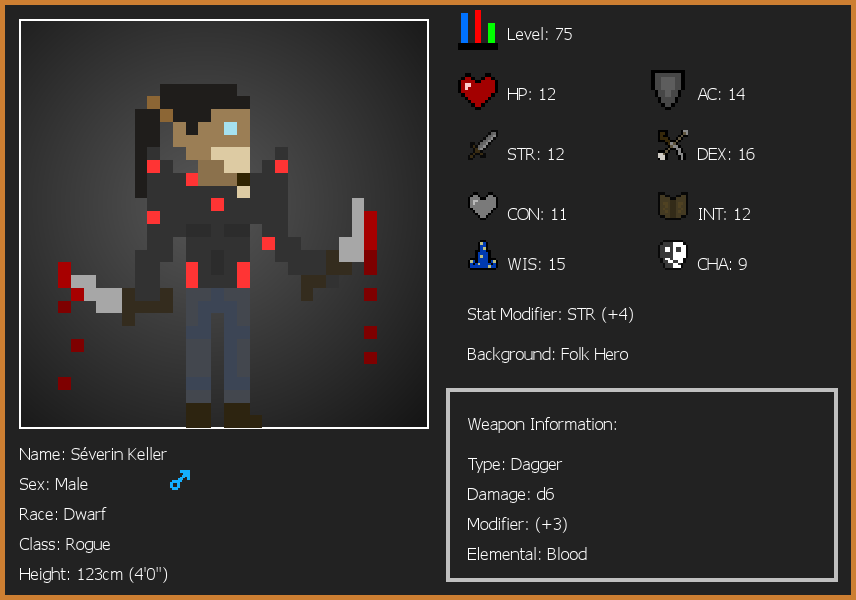 Level: 75
HP: 12
AC: 14
STR: 12
DEX: 16
CON: 11
INT: 12
WIS: 15
CHA: 9
Stat Modifier: STR (+4)
Background: Folk Hero
Weapon Information:
Type: Dagger
Damage: d6
Modifier: (+3)
Elemental: Blood
Name: Séverin Keller
Sex: Male
Race: Dwarf
Class: Rogue
Height: 123cm (4'0")